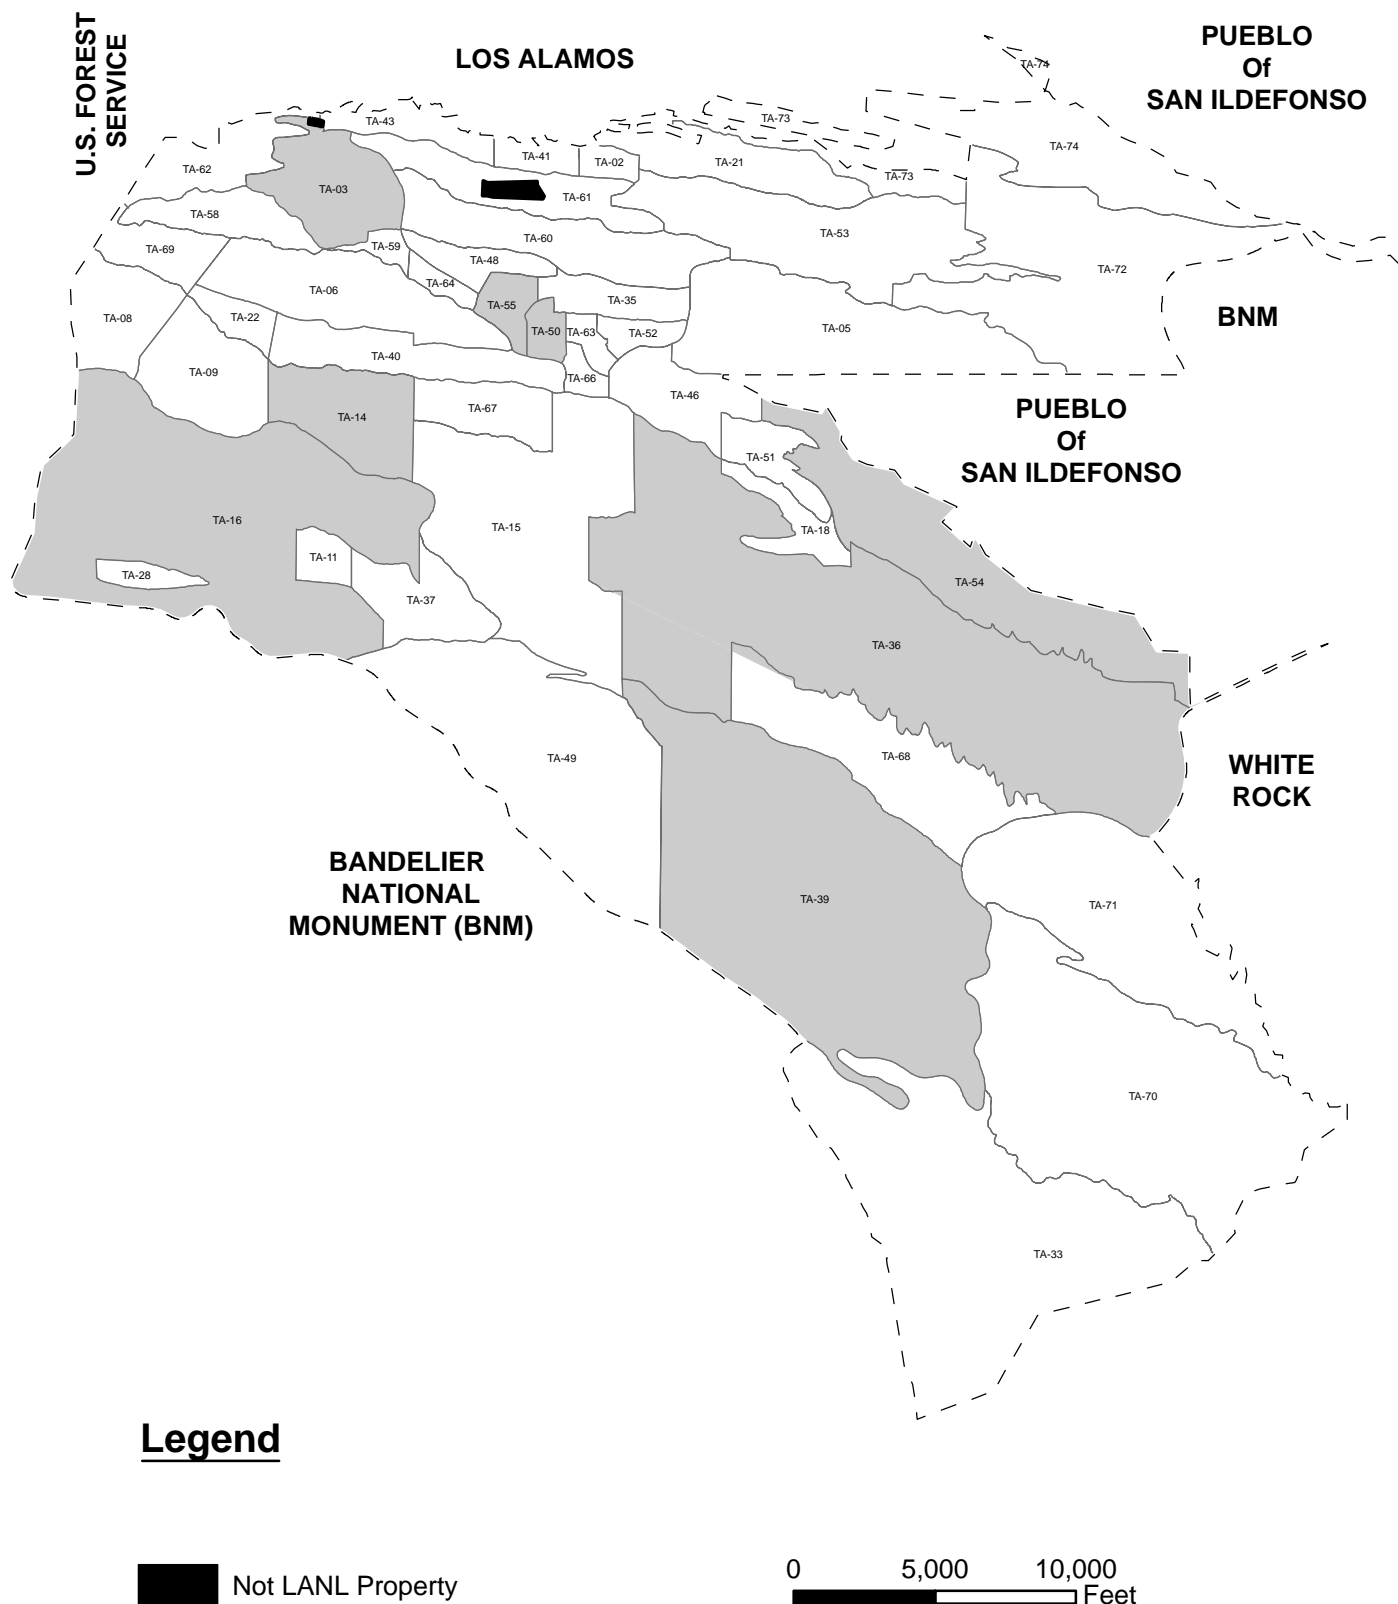 U.S. FOREST
SERVICE
LOS ALAMOS
PUEBLO
Of
SAN ILDEFONSO
TA-74
TA-43
TA-73
TA-74
TA-41
TA-02
TA-21
TA-62
TA-73
TA-03
TA-61
TA-58
TA-53
TA-60
TA-59
TA-69
TA-48
TA-72
TA-64
TA-06
TA-35
TA-55
BNM
TA-08
TA-22
TA-50
TA-63
TA-52
TA-05
TA-40
TA-09
TA-66
TA-46
TA-67
TA-14
PUEBLO
Of
SAN ILDEFONSO
TA-51
TA-16
TA-15
TA-18
TA-11
TA-28
TA-54
TA-37
TA-36
TA-49
TA-68
WHITE
ROCK
BANDELIER
NATIONAL
MONUMENT (BNM)
TA-39
TA-71
TA-70
TA-33
Legend
Not LANL Property
0 5,000 10,000
Feet